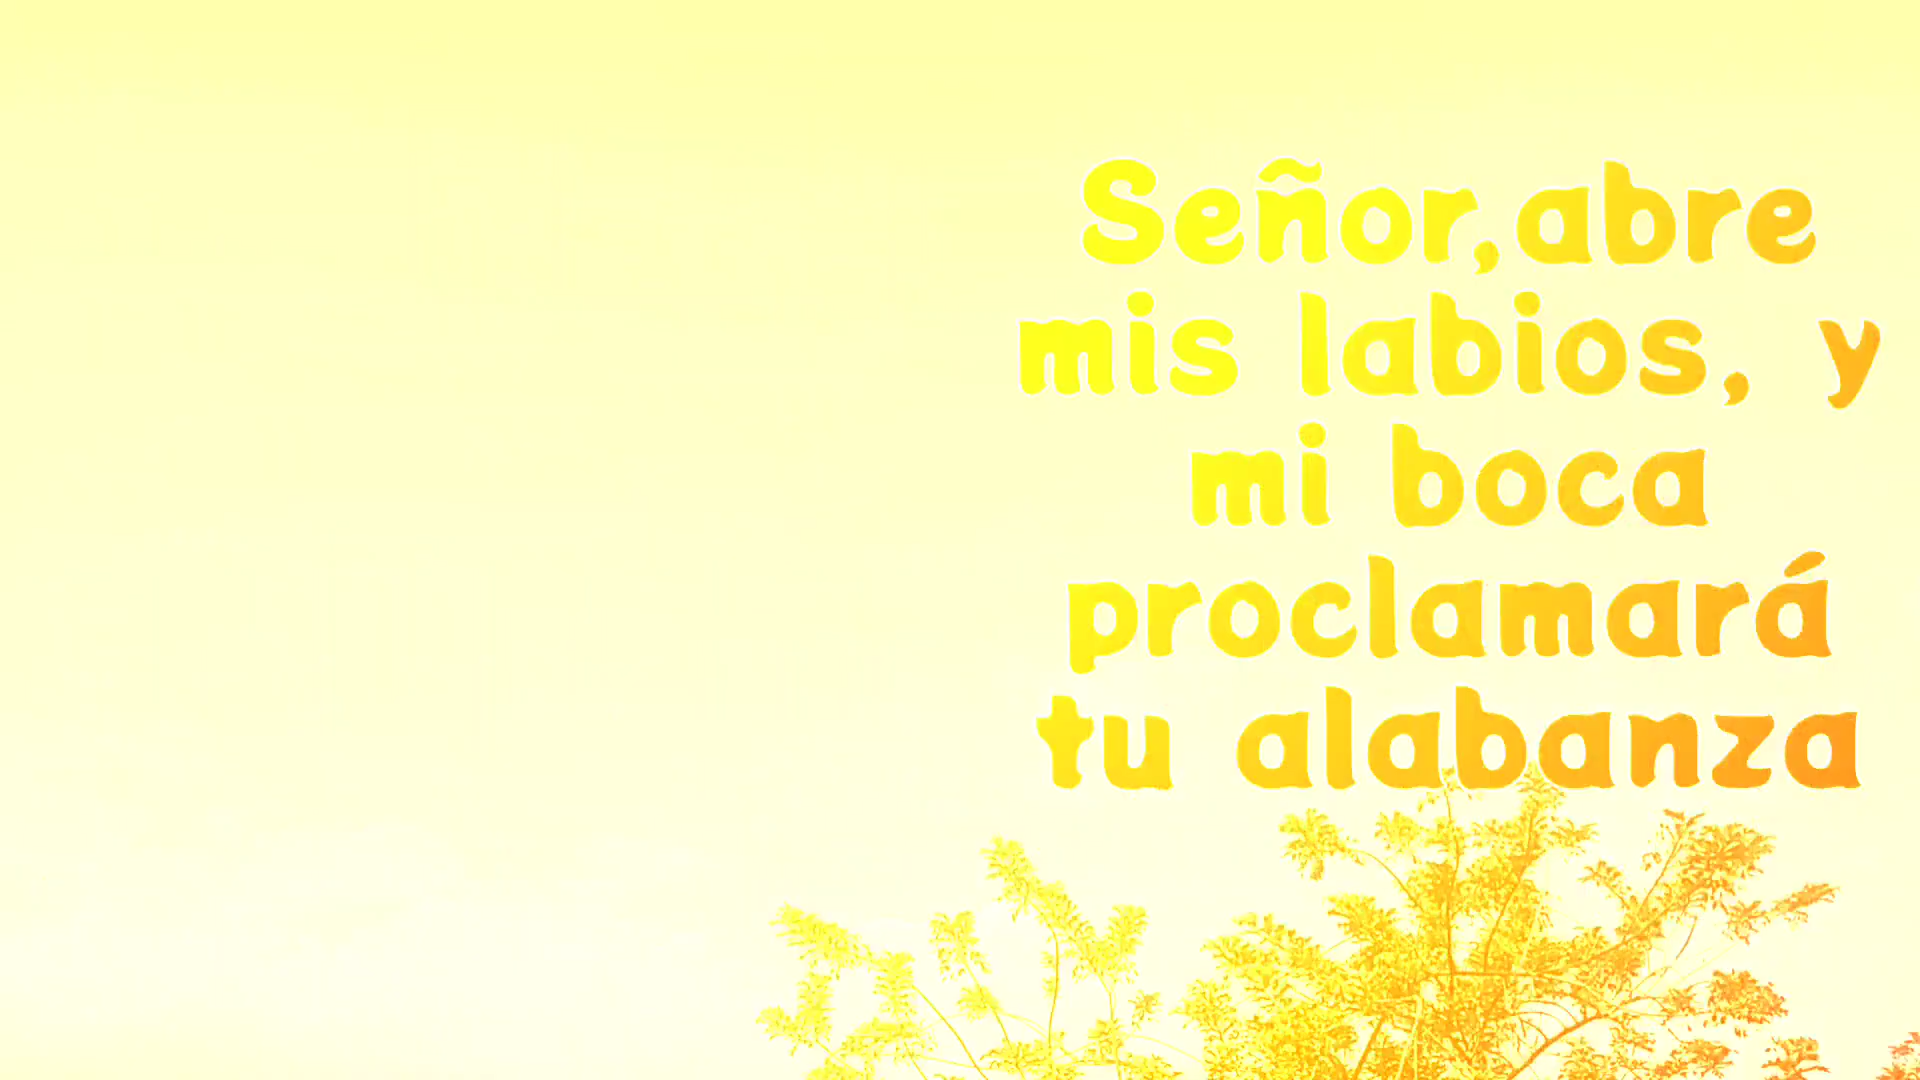 Señor,abre
mis labios, y
mi boca
proclamará
tu alabanza